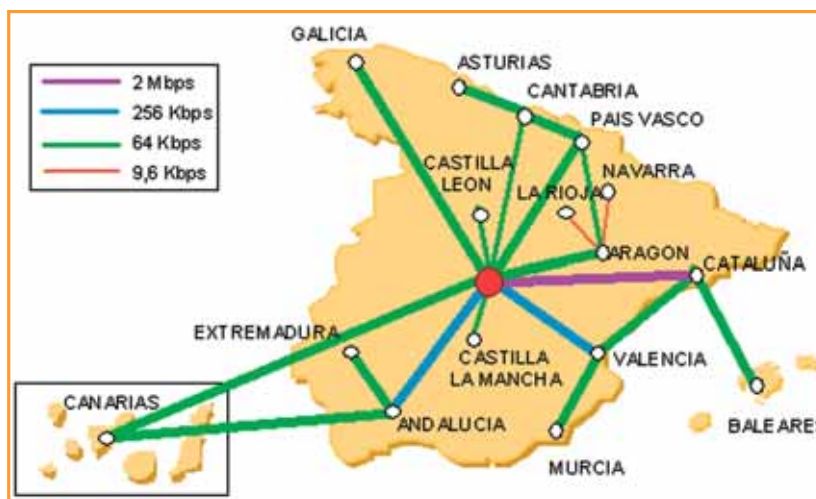 GALICIA
ASTURIAS
CANTABRIA
PAIS VASCO
2 Mbps
256 Kbps
64 Kbps
9,6 Kbps
CASTILLA
LEON
LA RIOJA
NAVARRA
ARAGON
CATALUÑA
EXTREMADURA
CASTILLA
LA MANCHA
VALENCIA
CANARIAS
ANDALUCIA
MURCIA
BALEARES